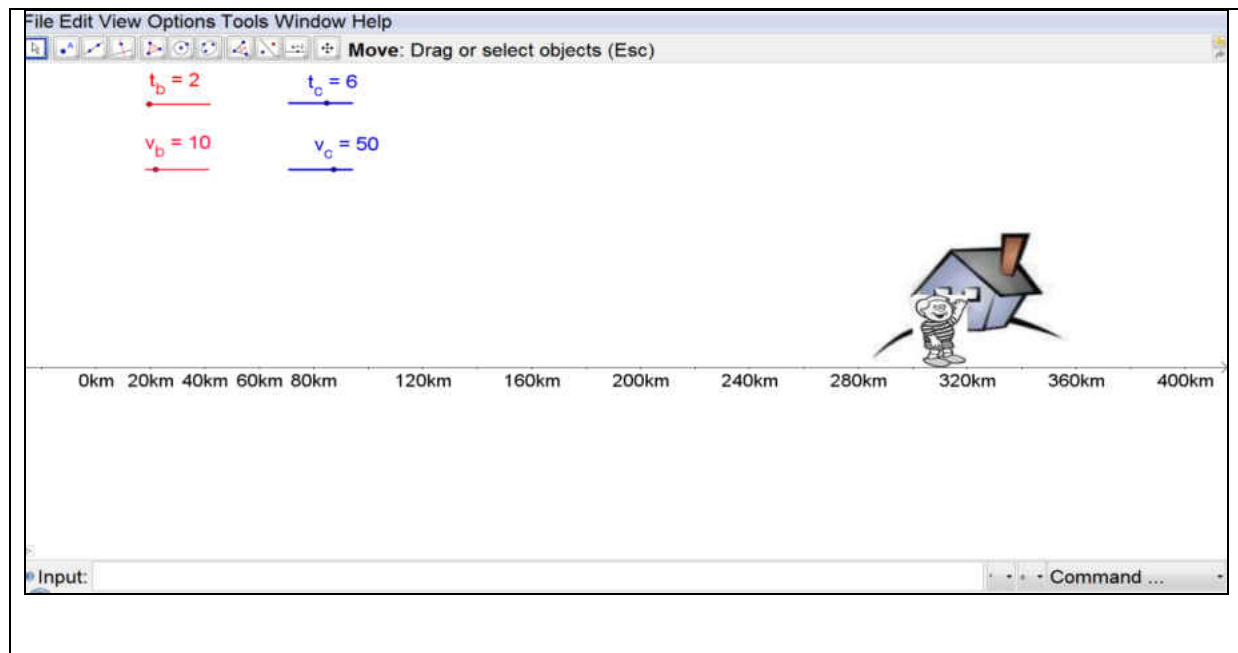 File Edit View Options Tools Window Help
Move: Drag or select objects (Esc)
t_b = 2
t_c = 6
v_b = 10
v_c = 50
0km 20km 40km 60km 80km 120km 160km 200km 240km 280km 320km 360km 400km
Input:
Command ...